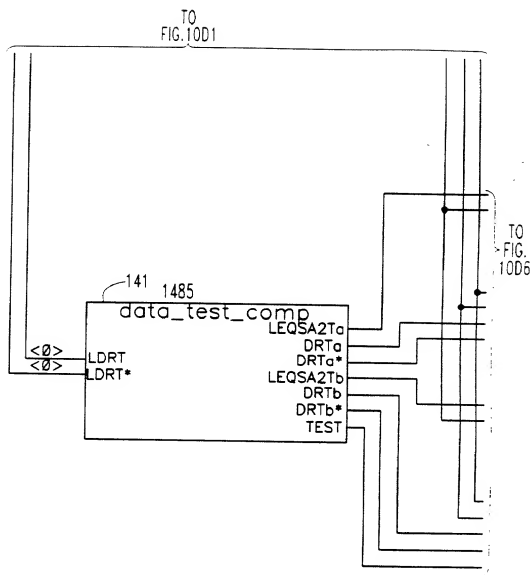 TO
FIG.10D1
TO
FIG.
10D6
141
1485
data_test_comp
LEQSA2Ta
<0>
LDRT
DRTa
DRTa*
<0>
LDRT*
LEQSA2Tb
DRTb
DRTb*
TEST